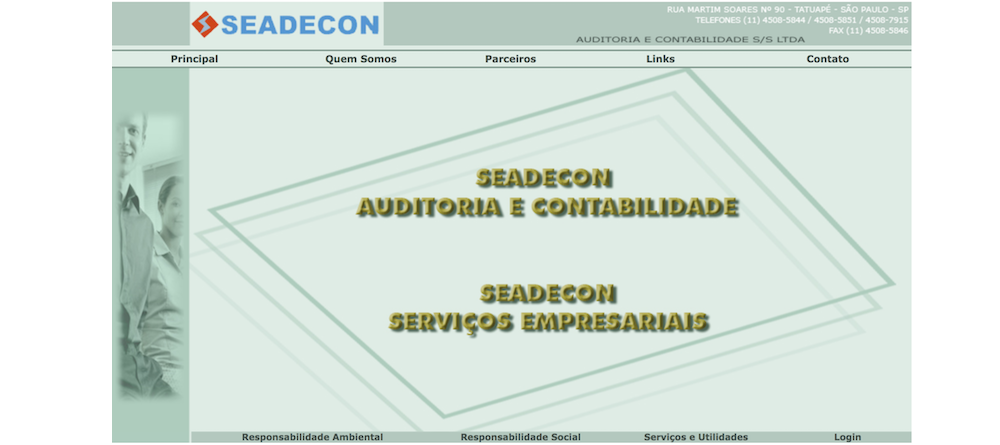 SEADECON
RUA MARTIM SOARES Nº 90 - TATUAPÉ - SÃO PAULO - SP
TELEFONES (11) 4508-5844 / 4508-5851 / 4508-7915
FAX (11) 4508-5846
AUDITORIA E CONTABILIDADE S/S LTDA
Principal Quem Somos Parceiros Links Contato
SEADECON
AUDITORIA E CONTABILIDADE
SEADECON
SERVIÇOS EMPRESARIAIS
Responsabilidade Ambiental Responsabilidade Social Serviços e Utilidades Login